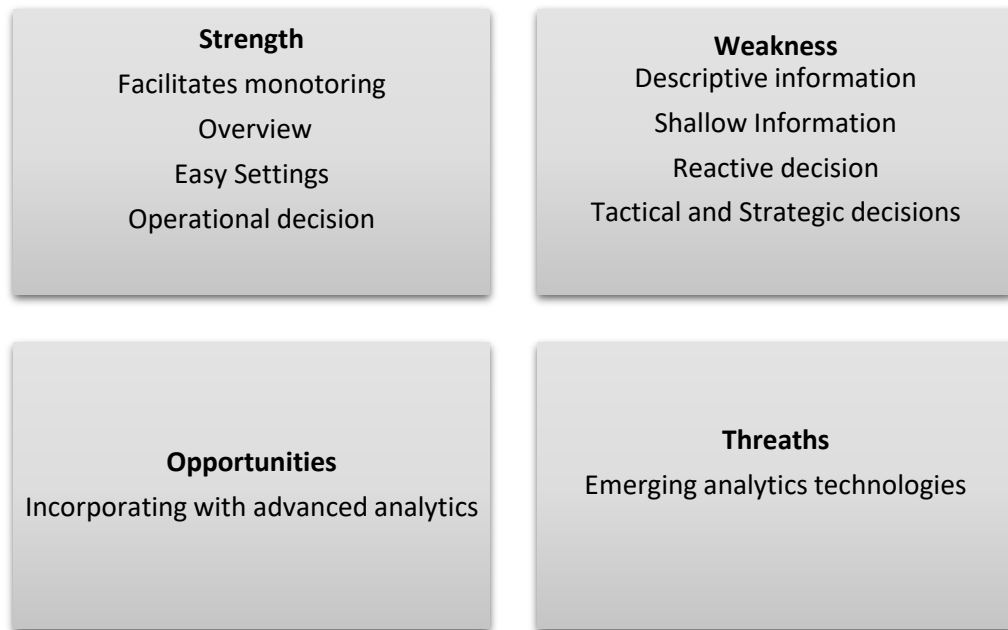 Strength
Facilitates monotoring
Overview
Easy Settings
Operational decision
Weakness
Descriptive information
Shallow Information
Reactive decision
Tactical and Strategic decisions
Opportunities
Incorporating with advanced analytics
Threaths
Emerging analytics technologies